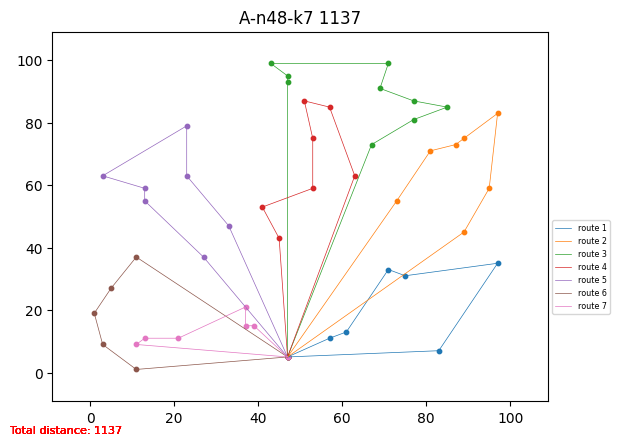 A-n48-k7 1137
100
80
60
40
20
0
0 20 40 60 80 100
route 1
route 2
route 3
route 4
route 5
route 6
route 7
Total distance: 1137